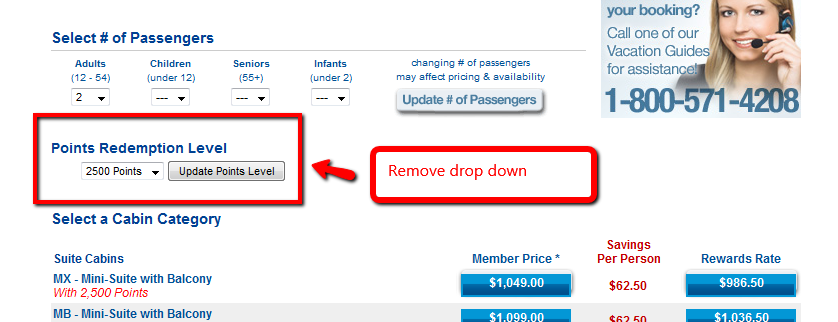 your booking?
Call one of our
Vacation Guides
for assistance!
1-800-571-4208
Select # of Passengers
Adults Children Seniors Infants changing # of passengers
(12 - 54) (under 12) (55+) (under 2) may affect pricing & availability
2 --- --- --- Update # of Passengers
Points Redemption Level
2500 Points Update Points Level
Remove drop down
Select a Cabin Category
Savings
Suite Cabins Member Price * Per Person Rewards Rate
MX - Mini-Suite with Balcony $1,049.00 $62.50 $986.50
With 2,500 Points
MB - Mini-Suite with Balcony $1,099.00 $62.50 $1,036.50